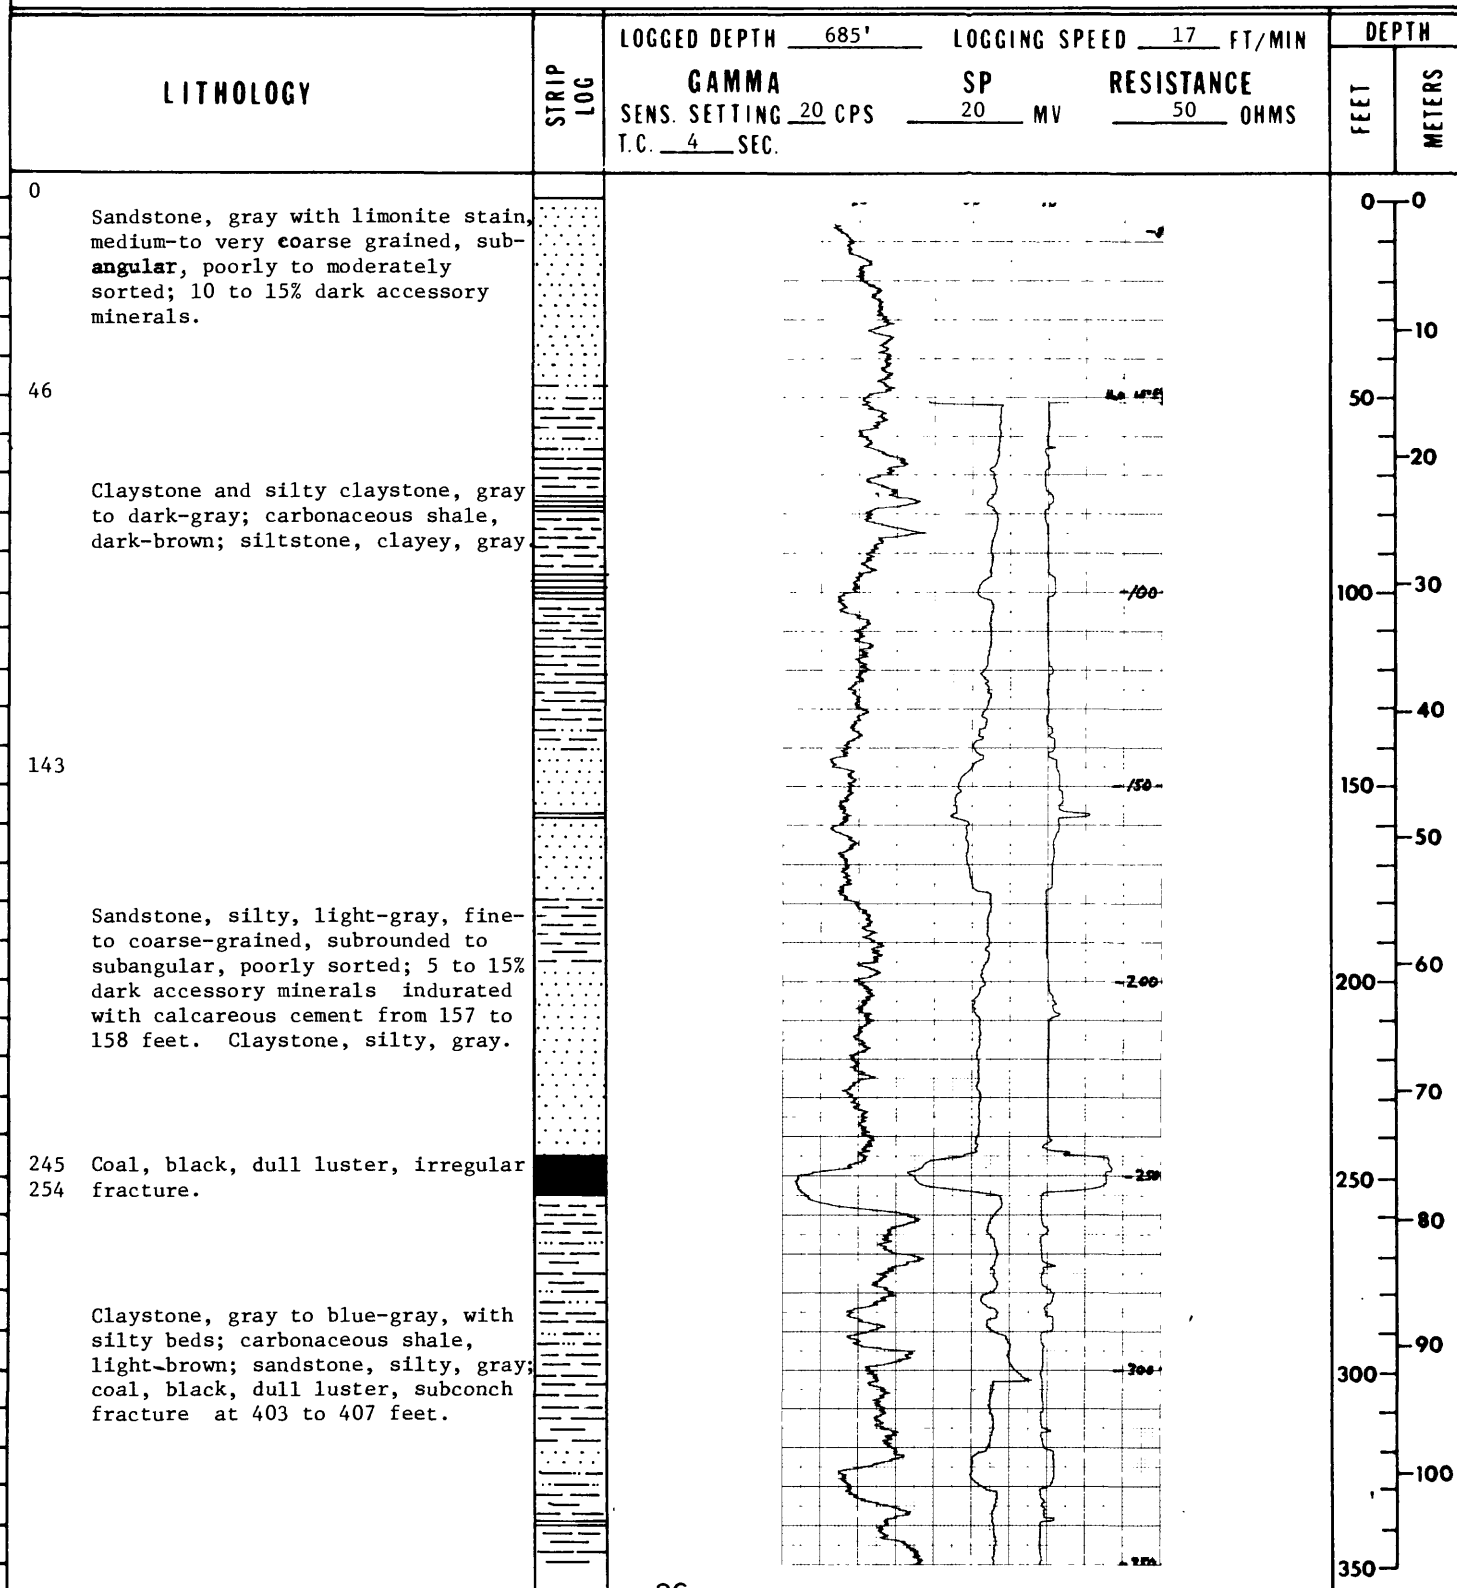 LOGGED DEPTH 685' LOGGING SPEED 17 FT/MIN
DEPTH
LITHOLOGY
STRIP LOG
GAMMA SP RESISTANCE
SENS. SETTING 20 CPS 20 MV 50 OHMS
T.C. 4 SEC.
FEET
METERS
0
Sandstone, gray with limonite stain,
medium-to very coarse grained, sub-
angular, poorly to moderately
sorted; 10 to 15% dark accessory
minerals.
46
Claystone and silty claystone, gray
to dark-gray; carbonaceous shale,
dark-brown; siltstone, clayey, gray.
143
Sandstone, silty, light-gray, fine-
to coarse-grained, subrounded to
subangular, poorly sorted; 5 to 15%
dark accessory minerals indurated
with calcareous cement from 157 to
158 feet. Claystone, silty, gray.
245 Coal, black, dull luster, irregular
254 fracture.
Claystone, gray to blue-gray, with
silty beds; carbonaceous shale,
light-brown; sandstone, silty, gray;
coal, black, dull luster, subconch
fracture at 403 to 407 feet.
-100
-150-
-200
-250
-300
0
50
100
150
200
250
300
350
0
10
20
30
40
50
60
70
80
90
100